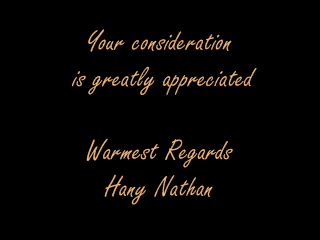 Your consideration
is greatly appreciated
Warmest Regards
Hany Nathan